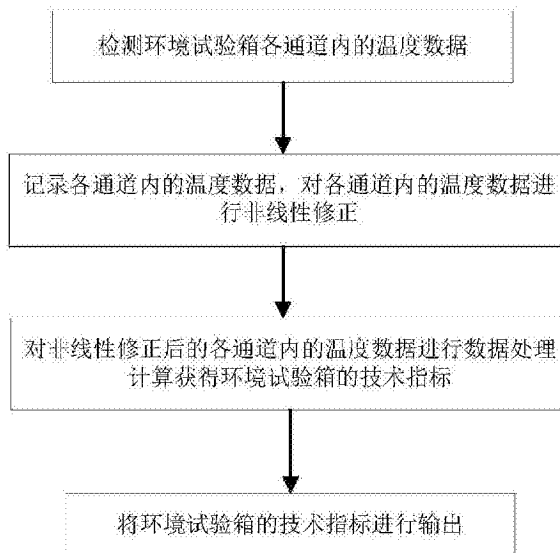 检测环境试验箱各通道内的温度数据
记录各通道内的温度数据，对各通道内的温度数据进
行非线性修正
对非线性修正后的各通道内的温度数据进行数据处理
计算获得环境试验箱的技术指标
将环境试验箱的技术指标进行输出